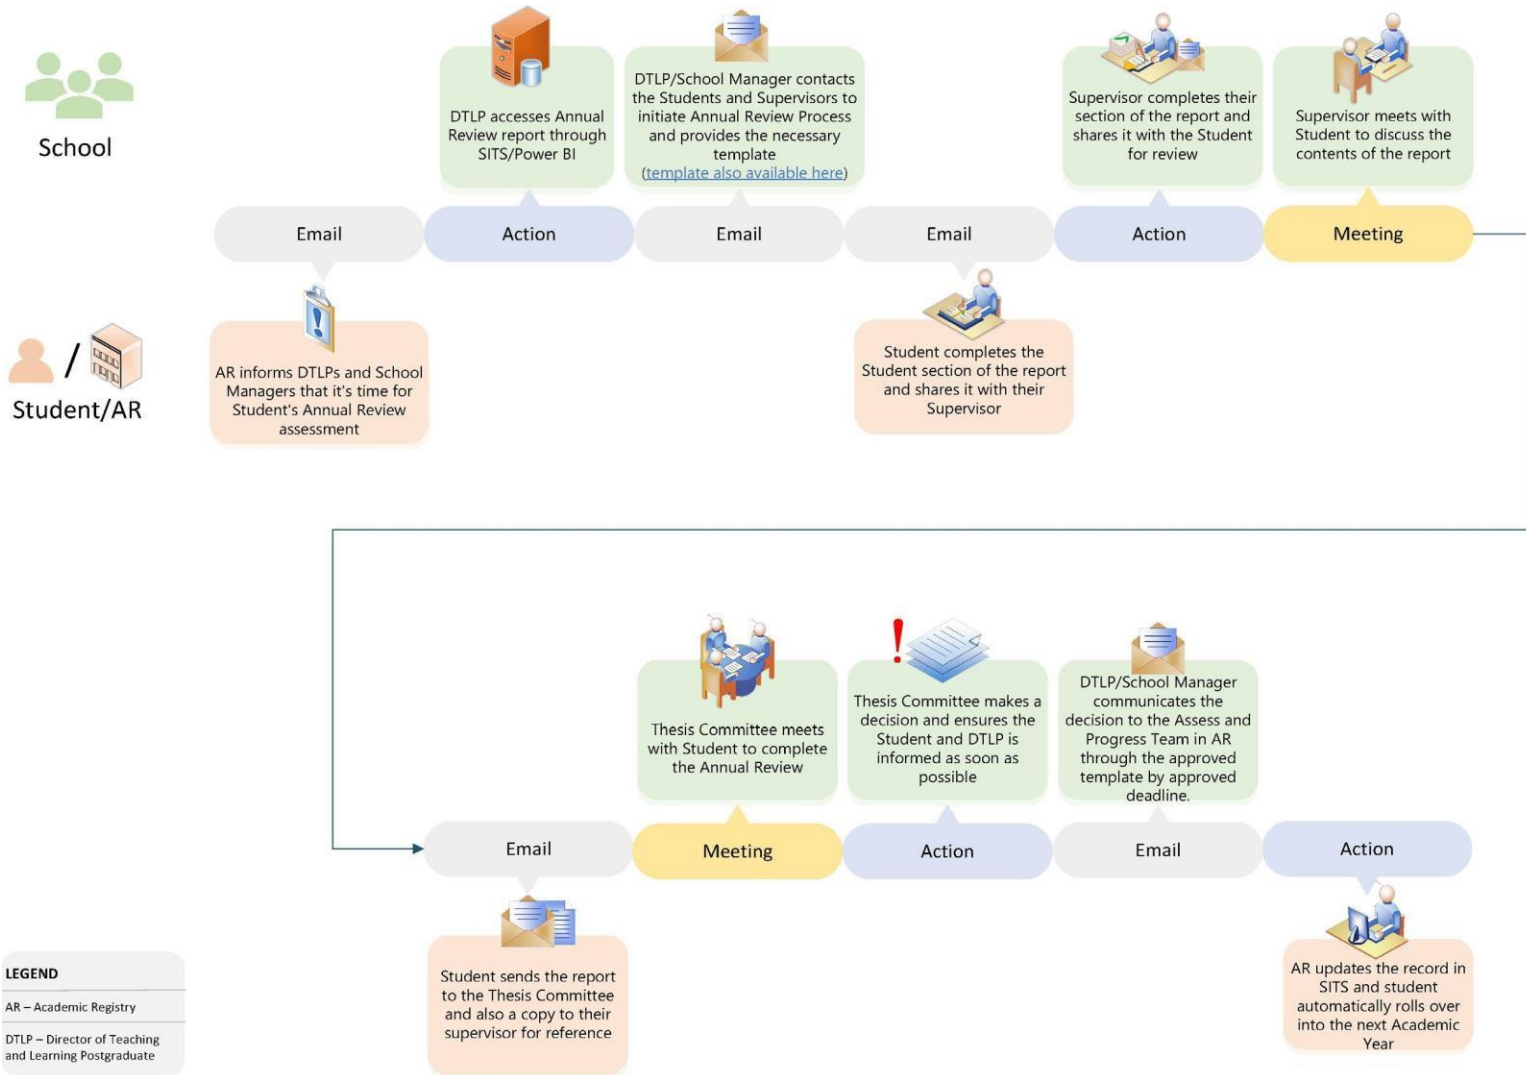 School
DTLP accesses Annual
Review report through
SITS/Power BI
DTLP/School Manager contacts
the Students and Supervisors to
initiate Annual Review Process
and provides the necessary
template
(template also available here)
Supervisor completes their
section of the report and
shares it with the Student
for review
Supervisor meets with
Student to discuss the
contents of the report
Email
Action
Email
Email
Action
Meeting
/
Student/AR
AR informs DTLPs and School
Managers that it's time for
Student's Annual Review
assessment
Student completes the
Student section of the report
and shares it with their
Supervisor
Thesis Committee meets
with Student to complete
the Annual Review
Thesis Committee makes a
decision and ensures the
Student and DTLP is
informed as soon as
possible
DTLP/School Manager
communicates the
decision to the Assess and
Progress Team in AR
through the approved
template by approved
deadline.
Email
Meeting
Action
Email
Action
Student sends the report
to the Thesis Committee
and also a copy to their
supervisor for reference
AR updates the record in
SITS and student
automatically rolls over
into the next Academic
Year
LEGEND
AR – Academic Registry
DTLP – Director of Teaching
and Learning Postgraduate